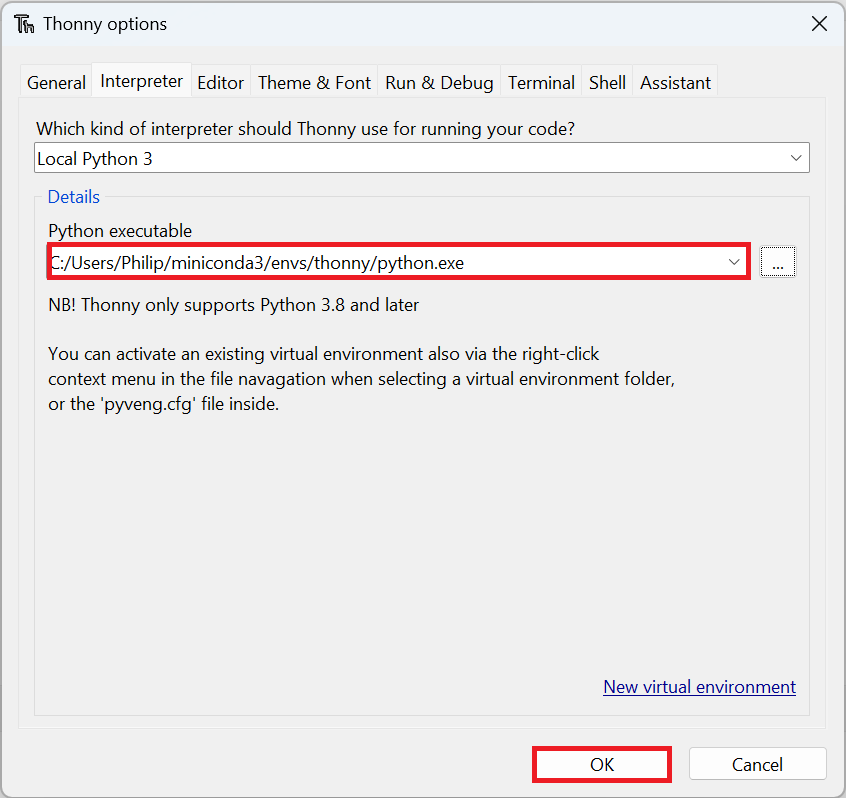 Thonny options
General Interpreter Editor Theme & Font Run & Debug Terminal Shell Assistant
Which kind of interpreter should Thonny use for running your code?
Local Python 3
Details
Python executable
C:/Users/Philip/miniconda3/envs/thonny/python.exe
...
NB! Thonny only supports Python 3.8 and later
You can activate an existing virtual environment also via the right-click
context menu in the file navagation when selecting a virtual environment folder,
or the 'pyveng.cfg' file inside.
New virtual environment
OK Cancel